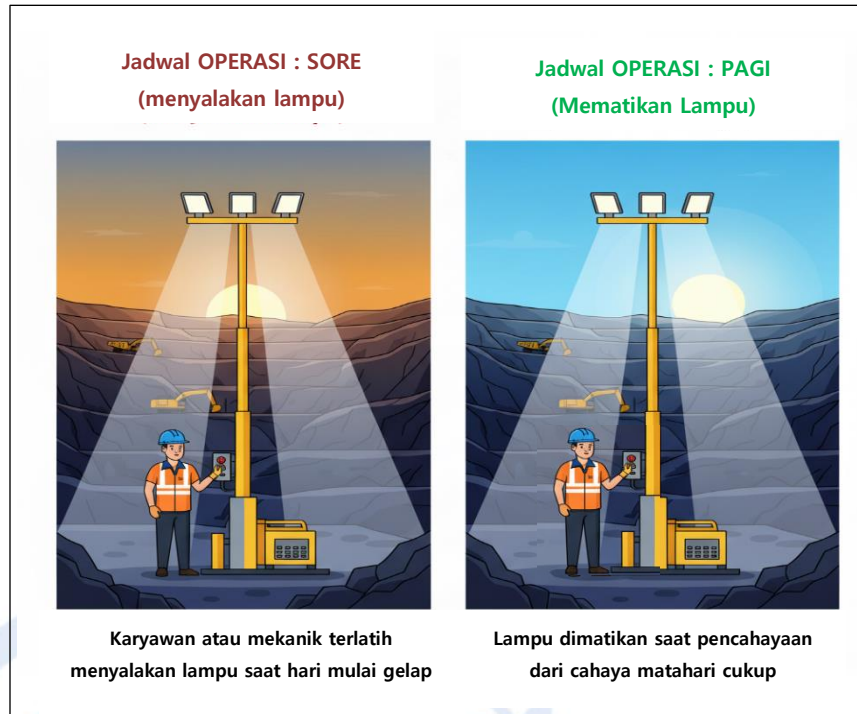 Jadwal OPERASI : SORE
(menyalakan lampu)
Jadwal OPERASI : PAGI
(Mematikan Lampu)
Karyawan atau mekanik terlatih
menyalakan lampu saat hari mulai gelap
Lampu dimatikan saat pencahayaan
dari cahaya matahari cukup